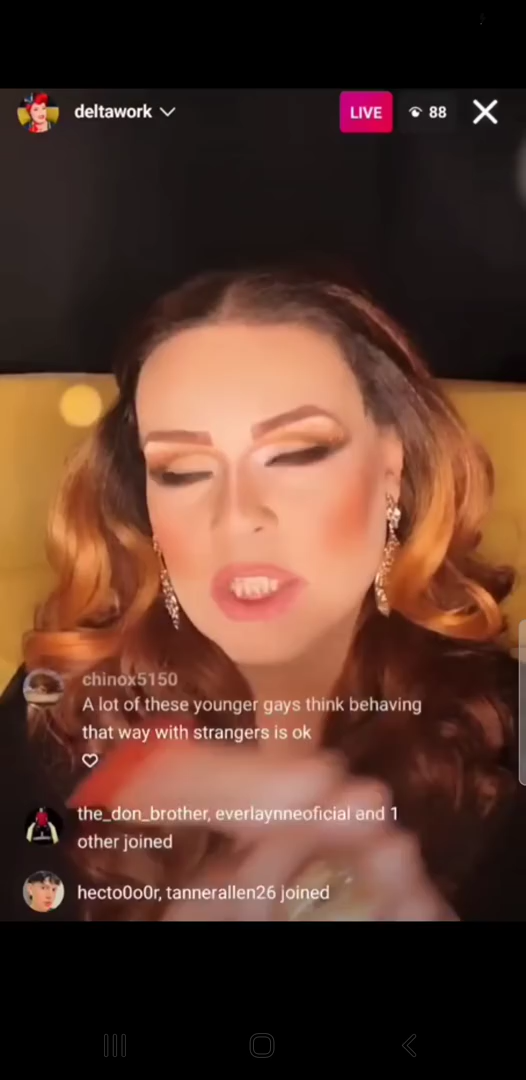 deltawork
LIVE
88
chinox5150
A lot of these younger gays think behaving
that way with strangers is ok
the_don_brother, everlaynneoficial and 1
other joined
hecto0o0r, tannerallen26 joined